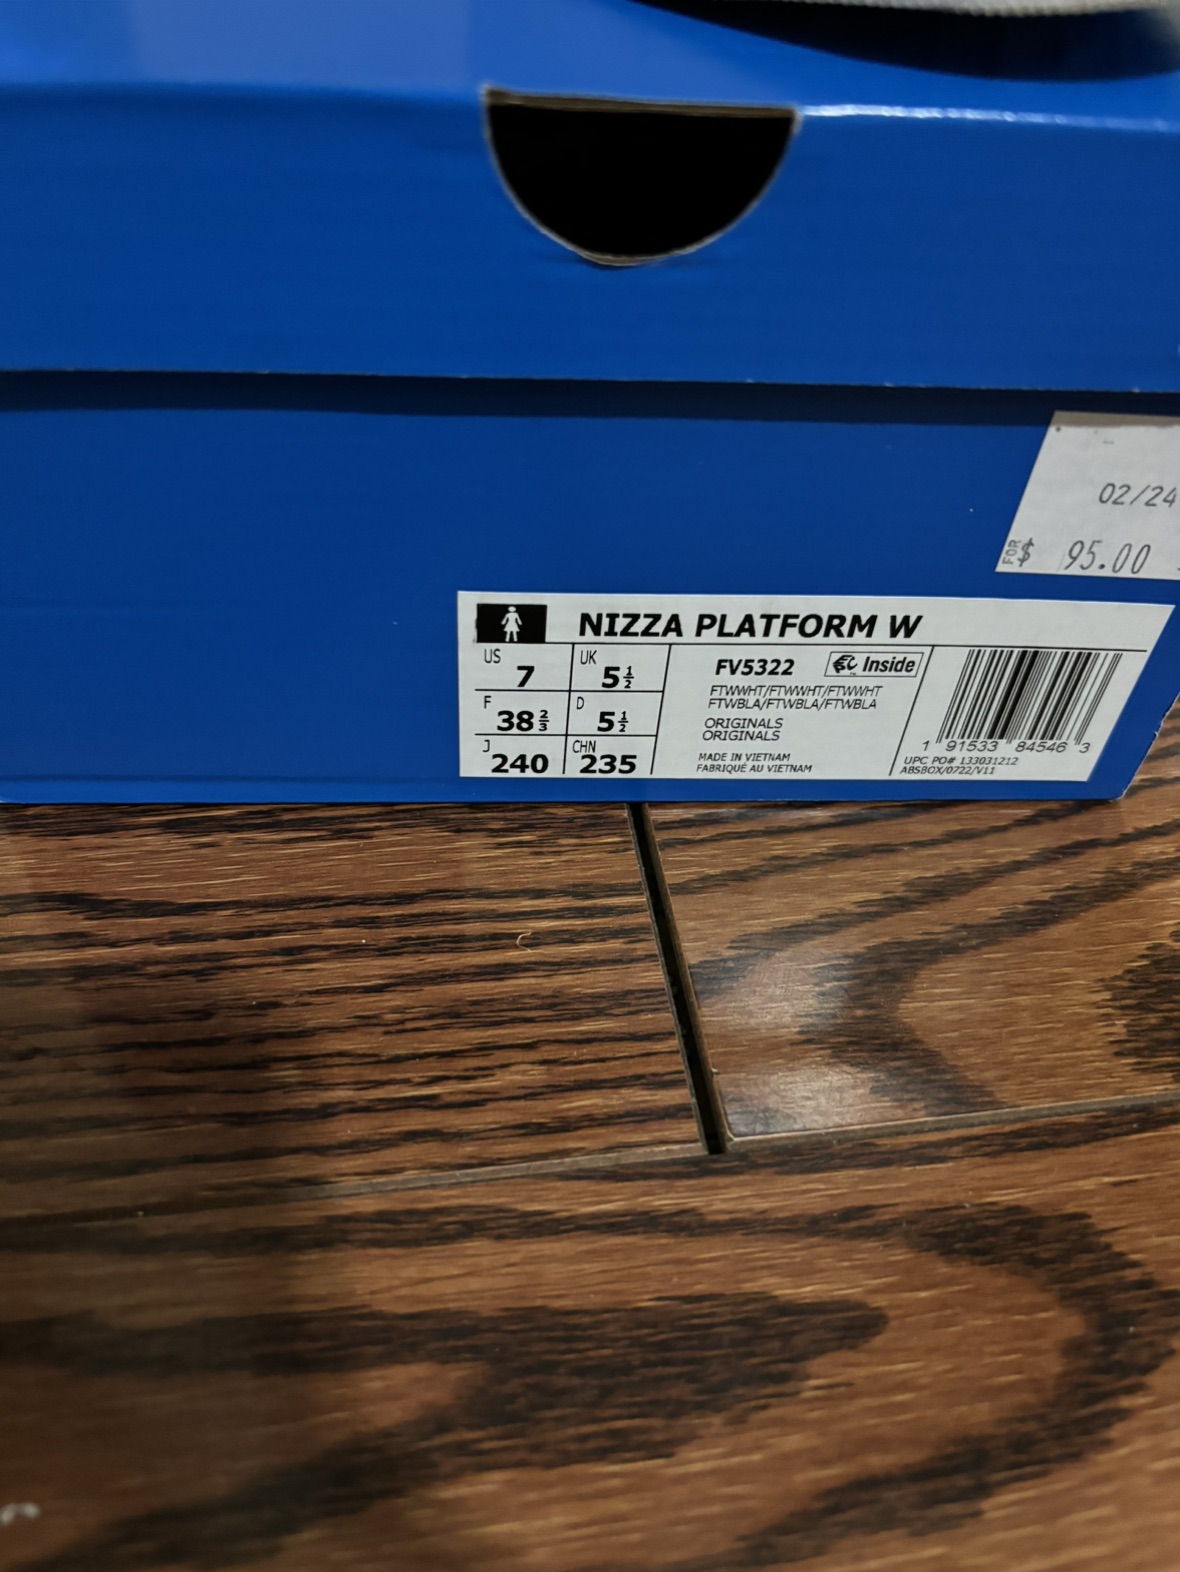 02/24
FOR $ 95.00
NIZZA PLATFORM W
US 7 UK 5½
F 38⅔ D 5½
J 240 CHN 235
FV5322
Inside
FTWWHT/FTWWHT/FTWWHT
FTWBLA/FTWBLA/FTWBLA
ORIGINALS
ORIGINALS
MADE IN VIETNAM
FABRIQUÉ AU VIETNAM
1 91533 84546 3
UPC PO# 133031212
ABSBOX/0722/V11